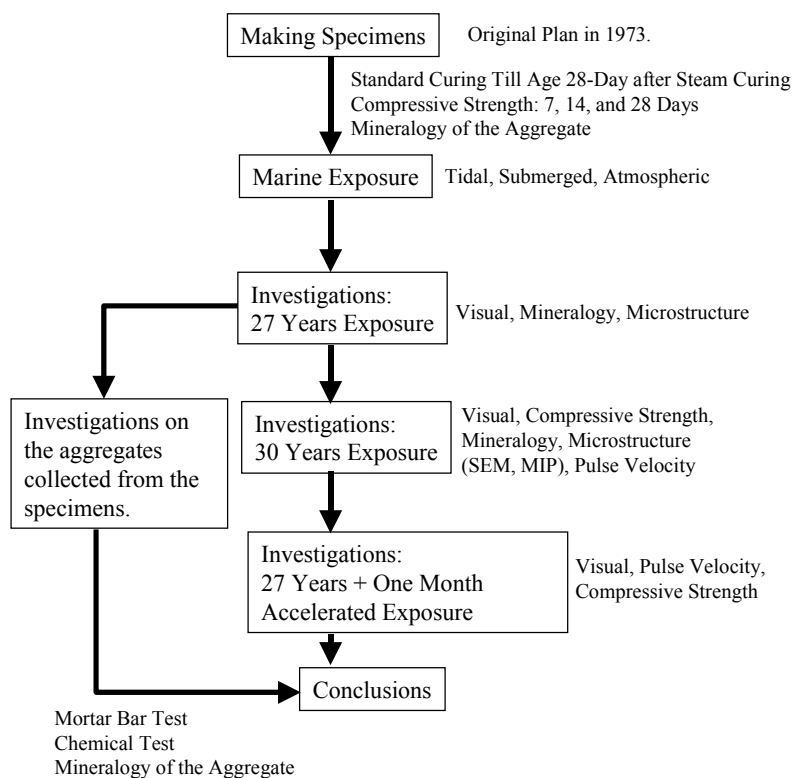 Making Specimens
Original Plan in 1973.
Standard Curing Till Age 28-Day after Steam Curing
Compressive Strength: 7, 14, and 28 Days
Mineralogy of the Aggregate
Marine Exposure
Tidal, Submerged, Atmospheric
Investigations:
27 Years Exposure
Visual, Mineralogy, Microstructure
Investigations on
the aggregates
collected from the
specimens.
Investigations:
30 Years Exposure
Visual, Compressive Strength,
Mineralogy, Microstructure
(SEM, MIP), Pulse Velocity
Investigations:
27 Years + One Month
Accelerated Exposure
Visual, Pulse Velocity,
Compressive Strength
Conclusions
Mortar Bar Test
Chemical Test
Mineralogy of the Aggregate